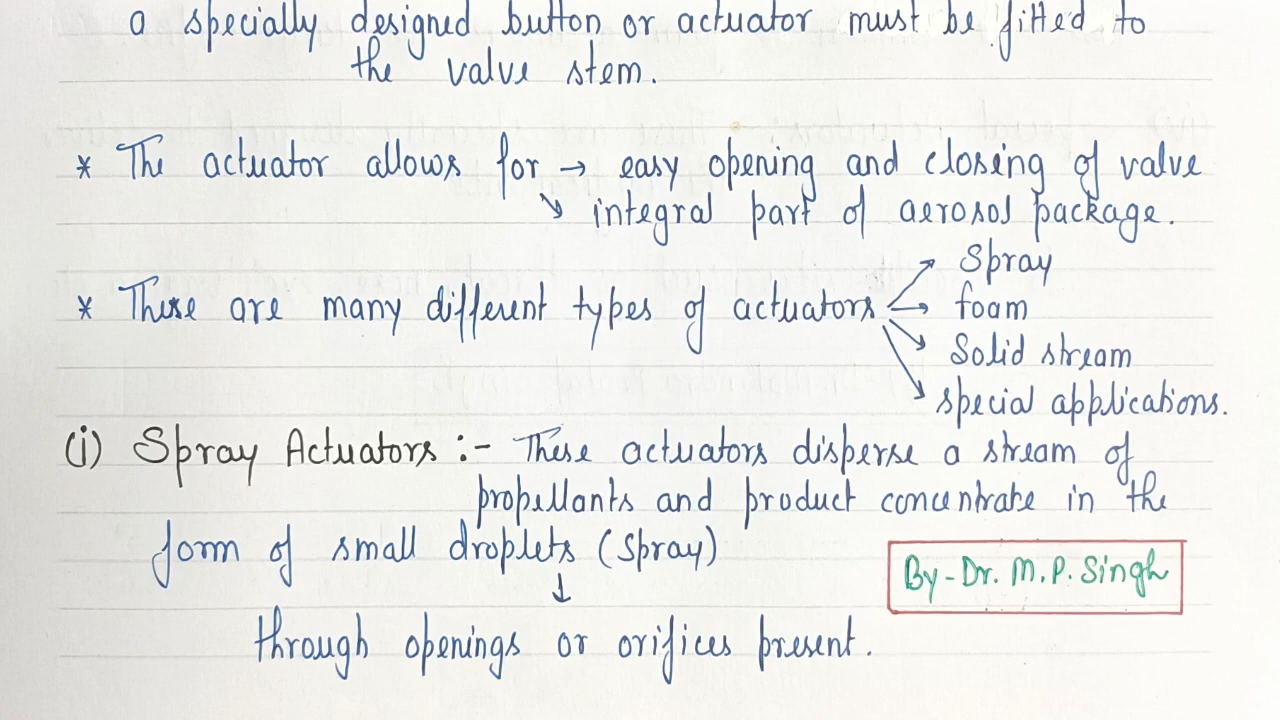 a specially designed button or actuator must be fitted to
the valve stem.
* The actuator allows for → easy opening and closing of valve
↘ integral part of aerosol package.
Spray
* These are many different types of actuators → foam
Solid stream
special applications.
(i) Spray Actuators :- These actuators disperse a stream of
propellants and product concentrate in the
form of small droplets (Spray)
↓
By - Dr. M.P. Singh
through openings or orifices present.